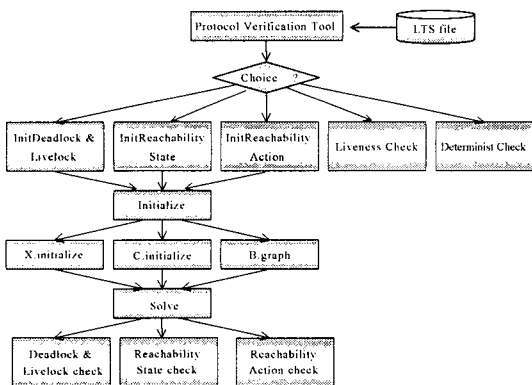 Protocol Verification Tool
LTS file
Choice ?
InitDeadlock &
Livelock
InitReachability
State
InitReachability
Action
Liveness Check
Determinist Check
Initialize
X.initialize
C.initialize
B.graph
Solve
Deadlock &
Livelock check
Reachability
State check
Reachability
Action check